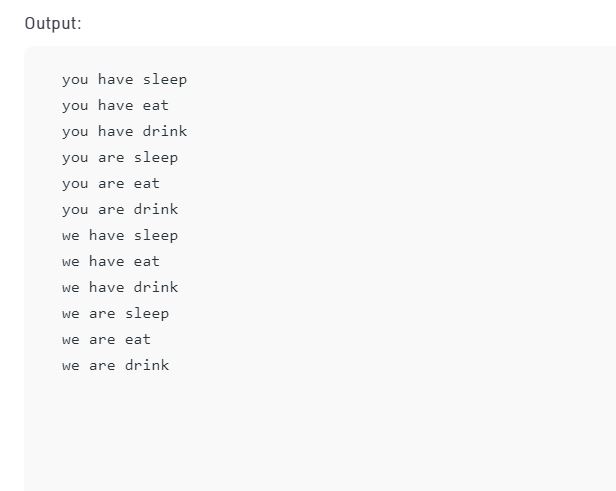 Output:
you have sleep
you have eat
you have drink
you are sleep
you are eat
you are drink
we have sleep
we have eat
we have drink
we are sleep
we are eat
we are drink